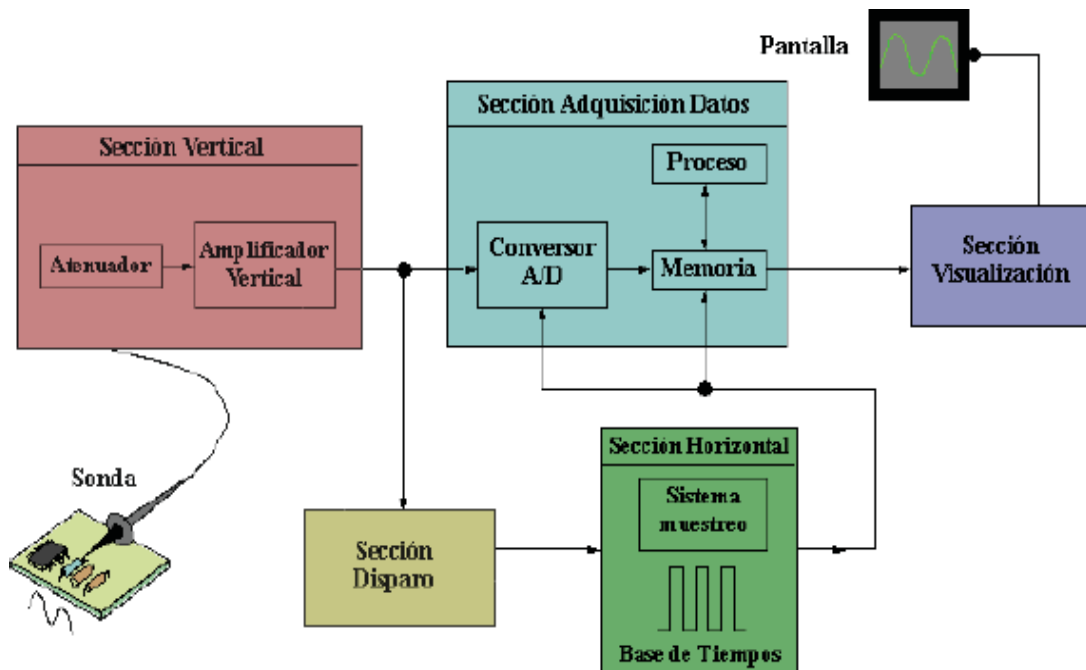 Pantalla
Sección Adquisición Datos
Sección Vertical
Proceso
Atenuador
Amplificador
Vertical
Conversor
A/D
Memoria
Sección
Visualización
Sonda
Sección Horizontal
Sistema
muestreo
Sección
Disparo
Base de Tiempos